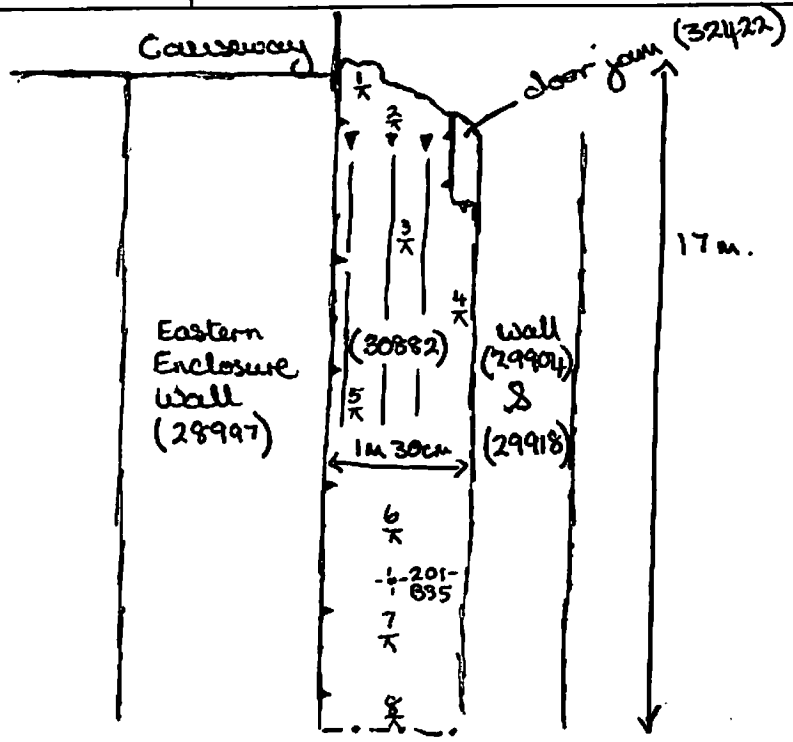 Causeway
door jam (32422)
1
2
3
17m.
4
Eastern
Enclosure
Wall
(28997)
(30882)
Wall
(29904)
&
(29918)
5
1m 30cm
6
201-
B35
7
8